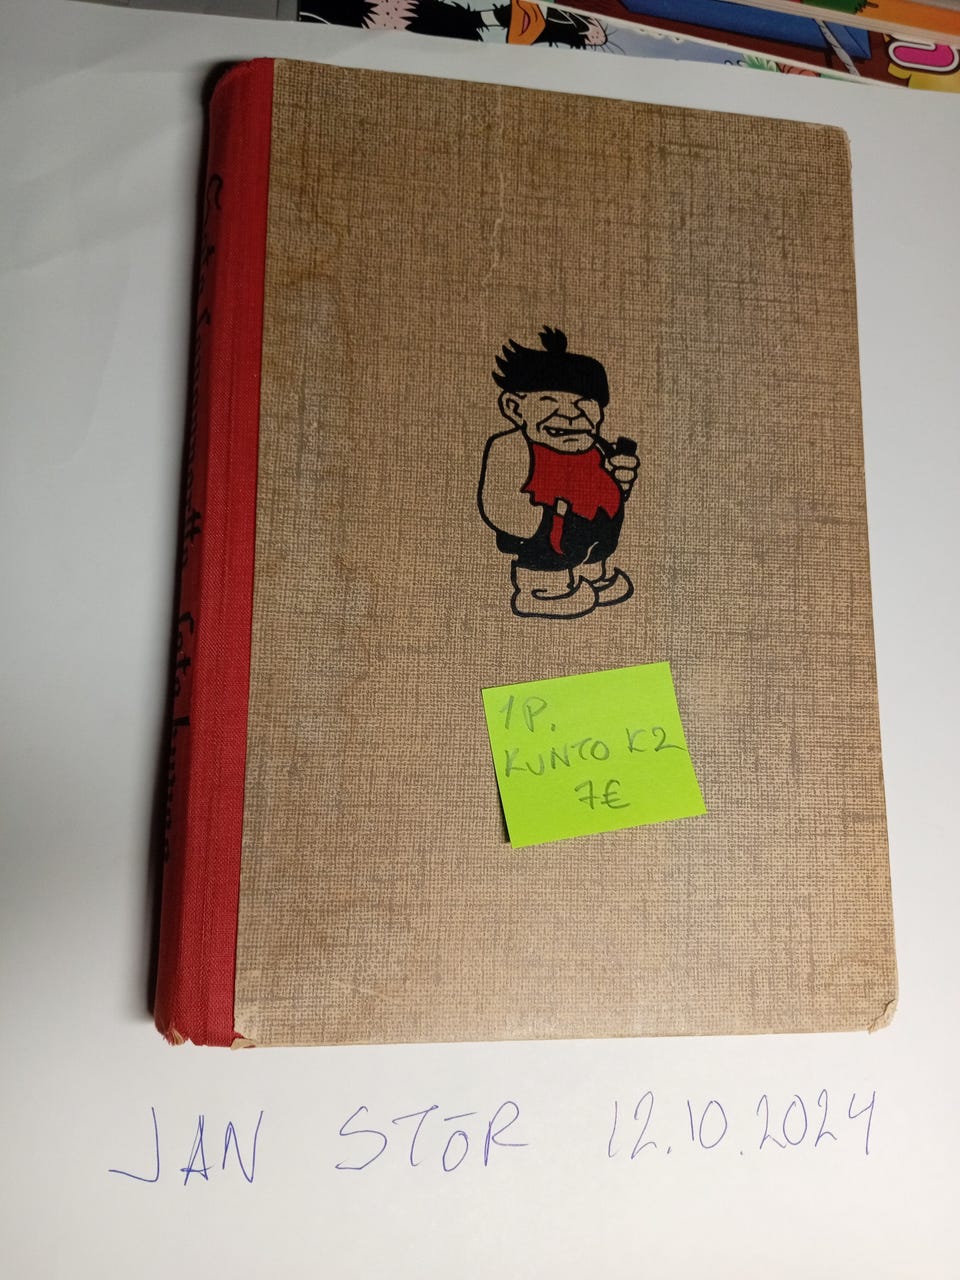 1P.
KUNTO K2
7€
JAN STÖR 12.10.2024